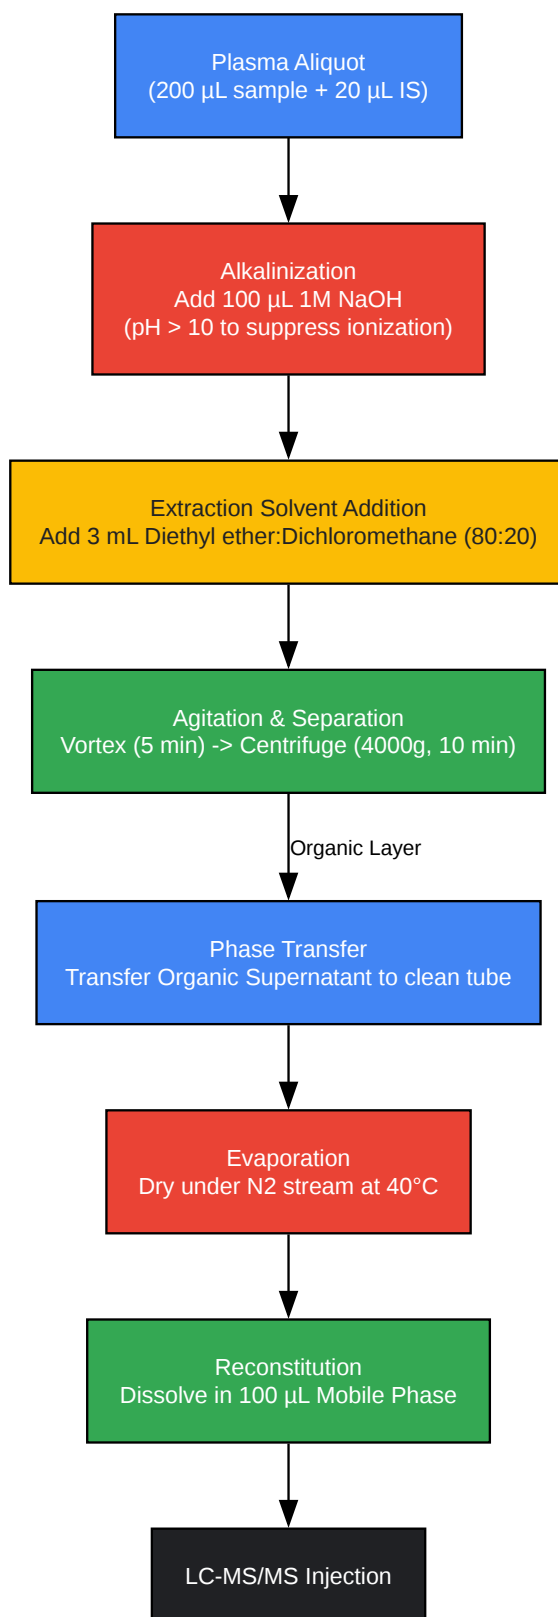 Plasma Aliquot
(200 µL sample + 20 µL IS)
Alkalinization
Add 100 µL 1M NaOH
(pH > 10 to suppress ionization)
Extraction Solvent Addition
Add 3 mL Diethyl ether:Dichloromethane (80:20)
Agitation & Separation
Vortex (5 min) -> Centrifuge (4000g, 10 min)
Organic Layer
Phase Transfer
Transfer Organic Supernatant to clean tube
Evaporation
Dry under N2 stream at 40°C
Reconstitution
Dissolve in 100 µL Mobile Phase
LC-MS/MS Injection